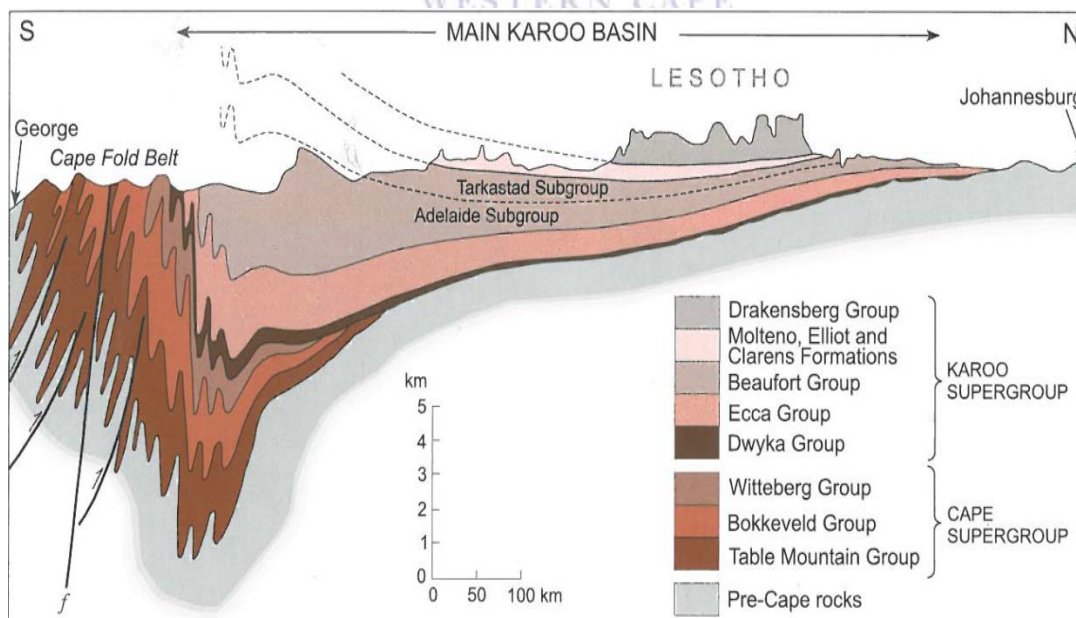 WESTERN CAPE
S
MAIN KAROO BASIN
N
LESOTHO
Johannesburg
George
Cape Fold Belt
Tarkastad Subgroup
Adelaide Subgroup
Drakensberg Group
Molteno, Elliot and
Clarens Formations
Beaufort Group
Ecca Group
Dwyka Group
KAROO
SUPERGROUP
Witteberg Group
Bokkeveld Group
Table Mountain Group
CAPE
SUPERGROUP
Pre-Cape rocks
km
5
4
3
2
1
0
0 50 100 km
f